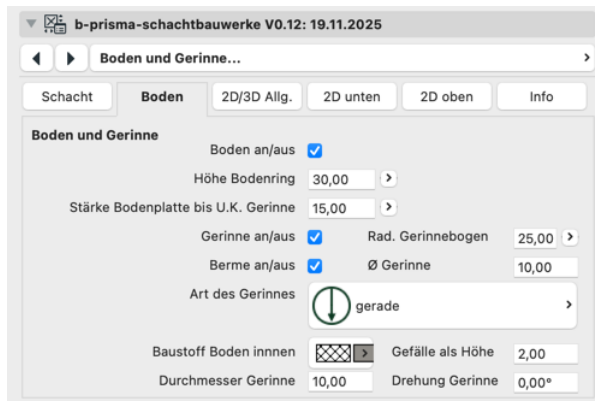 b-prisma-schachtbauwerke V0.12: 19.11.2025
Boden und Gerinne...
Schacht Boden 2D/3D Allg. 2D unten 2D oben Info
Boden und Gerinne
Boden an/aus
Höhe Bodenring 30,00
Stärke Bodenplatte bis U.K. Gerinne 15,00
Gerinne an/aus Rad. Gerinnebogen 25,00
Berme an/aus Ø Gerinne 10,00
Art des Gerinnes gerade
Baustoff Boden innnen Gefälle als Höhe 2,00
Durchmesser Gerinne 10,00 Drehung Gerinne 0,00°